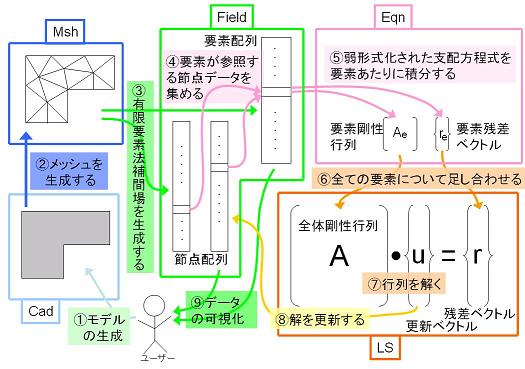 Msh
Field
Eqn
要素配列
④要素が参照
する節点データを
集める
⑤弱形式化された支配方程式を
要素あたりに積分する
③有限要素法補間場を生成する
②メッシュを
生成する
要素剛性
行列
Ae
re
要素残差
ベクトル
⑥全ての要素について足し合わせる
節点配列
全体剛性行列
A
•
u
=
r
⑦行列を解く
残差ベクトル
更新ベクトル
Cad
①モデル
の生成
⑨データ
の可視化
⑧解を更新する
ユーザー
LS